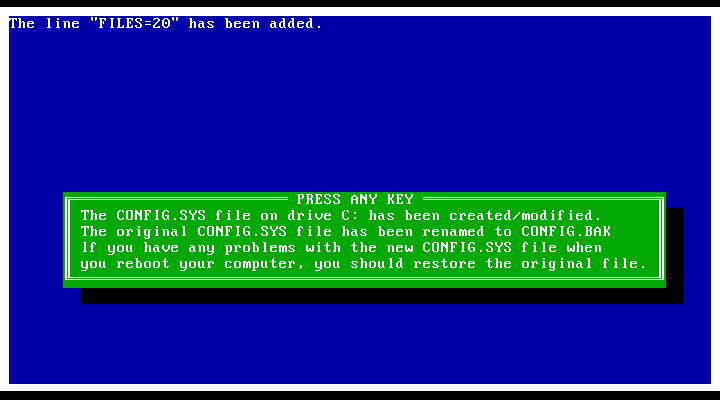 The line "FILES=20" has been added.
PRESS ANY KEY
The CONFIG.SYS file on drive C: has been created/modified.
The original CONFIG.SYS file has been renamed to CONFIG.BAK
If you have any problems with the new CONFIG.SYS file when
you reboot your computer, you should restore the original file.